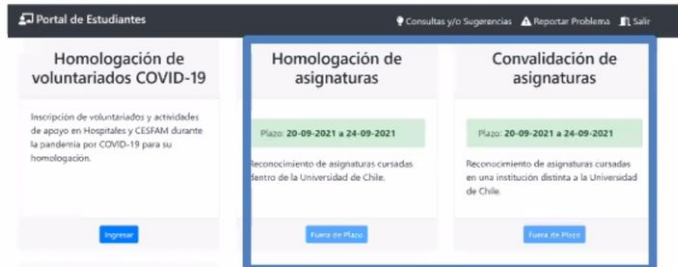 Portal de Estudiantes
Consultas y/o Sugerencias
Reportar Problema
Salir
Homologación de
voluntariados COVID-19
Inscripción de voluntariados y actividades
de apoyo en Hospitales y CESFAM durante
la pandemia por COVID-19 para su
homologación.
Ingresar
Homologación de
asignaturas
Plazo: 20-09-2021 a 24-09-2021
Reconocimiento de asignaturas cursadas
dentro de la Universidad de Chile.
Fuera de Plazo
Convalidación de
asignaturas
Plazo: 20-09-2021 a 24-09-2021
Reconocimiento de asignaturas cursadas
en una institución distinta a la Universidad
de Chile.
Fuera de Plazo